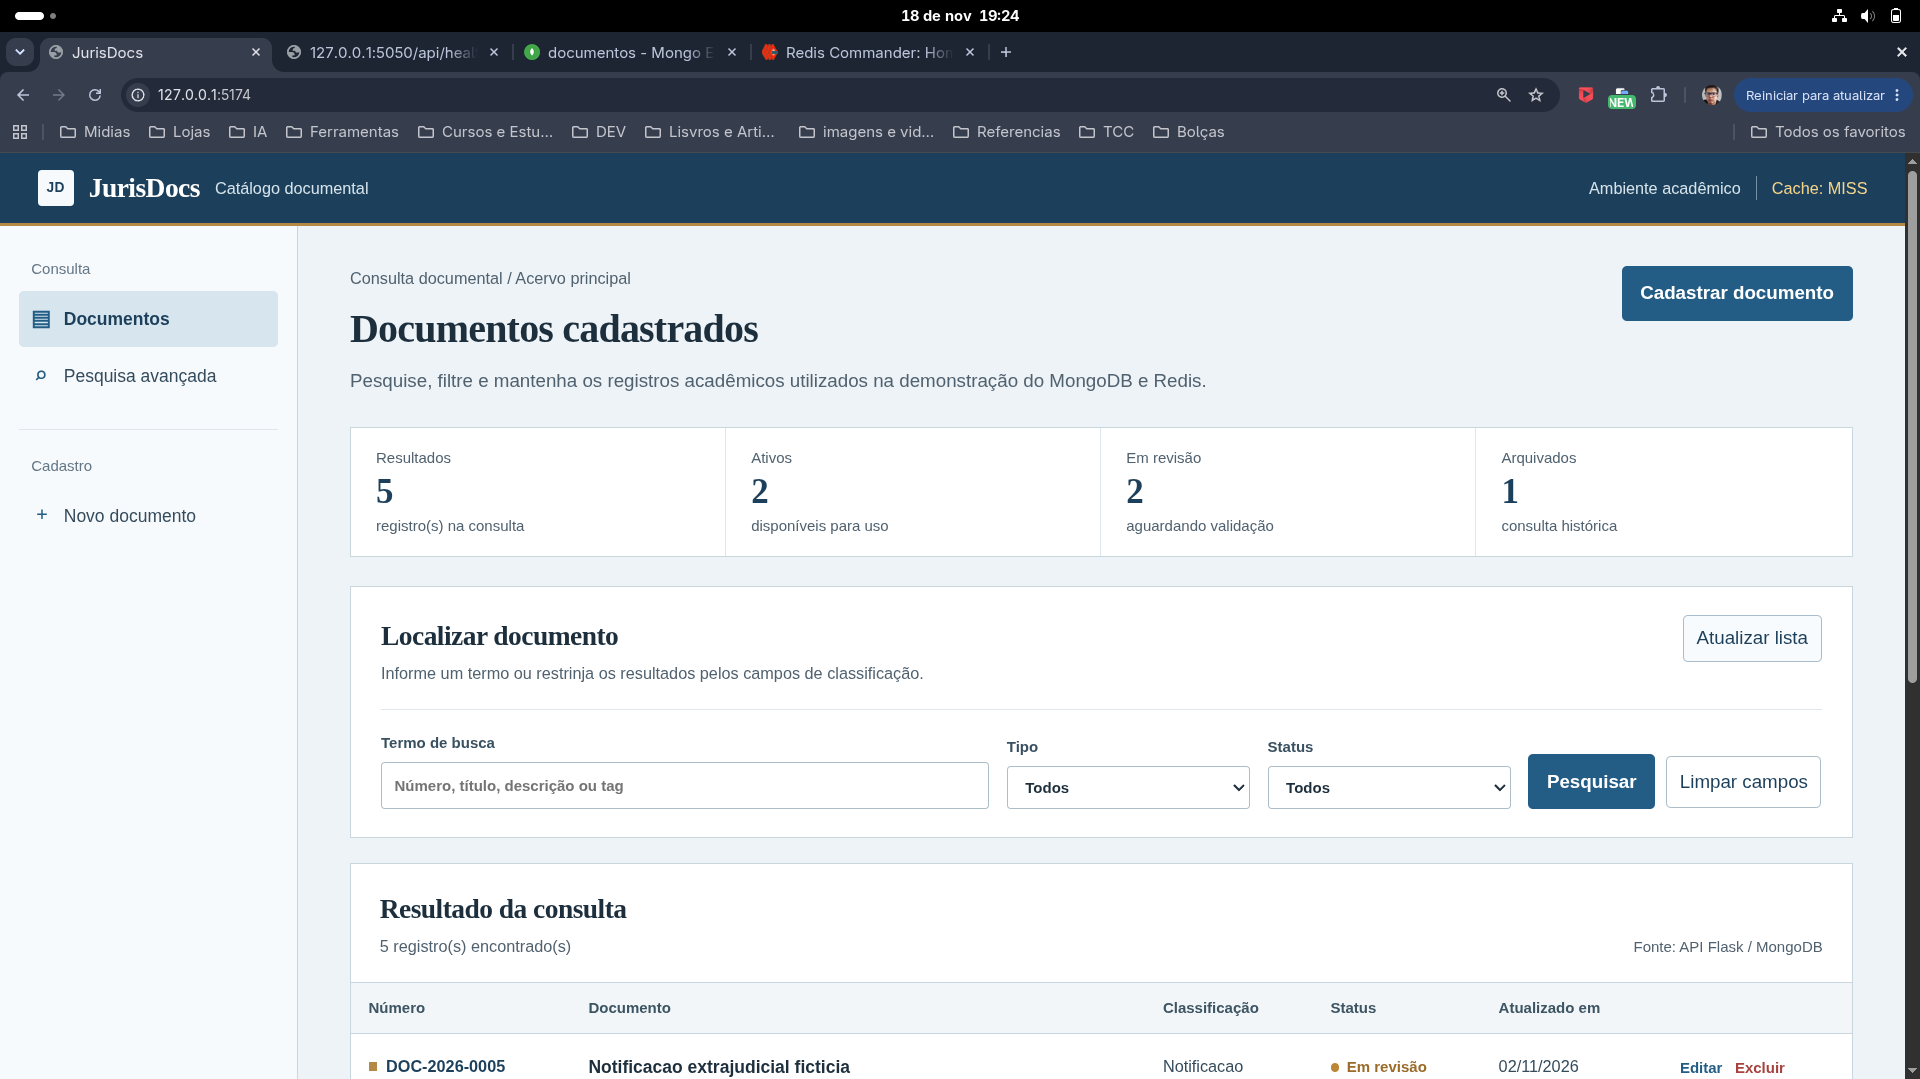 18 de nov 19:24
JurisDocs
127.0.0.1:5050/api/heal
documentos - Mongo E
Redis Commander: Hom
127.0.0.1:5174
NEW
Reiniciar para atualizar
Midias
Lojas
IA
Ferramentas
Cursos e Estu...
DEV
Lisvros e Arti...
imagens e vid...
Referencias
TCC
Bolças
Todos os favoritos
JD
JurisDocs
Catálogo documental
Ambiente acadêmico
Cache: MISS
Consulta
Documentos
Pesquisa avançada
Cadastro
+ Novo documento
Consulta documental / Acervo principal
Cadastrar documento
Documentos cadastrados
Pesquise, filtre e mantenha os registros acadêmicos utilizados na demonstração do MongoDB e Redis.
Resultados
5
registro(s) na consulta
Ativos
2
disponíveis para uso
Em revisão
2
aguardando validação
Arquivados
1
consulta histórica
Localizar documento
Atualizar lista
Informe um termo ou restrinja os resultados pelos campos de classificação.
Termo de busca
Número, título, descrição ou tag
Tipo
Todos
Status
Todos
Pesquisar
Limpar campos
Resultado da consulta
5 registro(s) encontrado(s)
Fonte: API Flask / MongoDB
Número Documento Classificação Status Atualizado em
DOC-2026-0005 Notificacao extrajudicial ficticia Notificacao Em revisão 02/11/2026 Editar Excluir